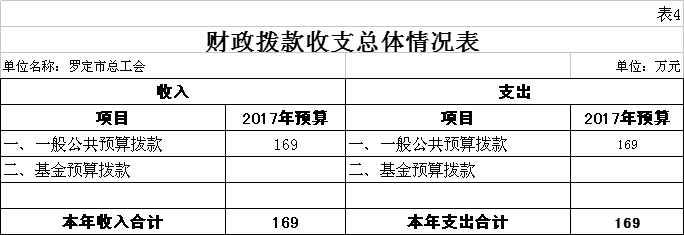 表4
财政拨款收支总体情况表
单位名称：罗定市总工会 单位：万元
收入 支出
项目 2017年预算 项目 2017年预算
一、一般公共预算拨款 169 一、一般公共预算拨款 169
二、基金预算拨款 二、基金预算拨款
本年收入合计 169 本年支出合计 169